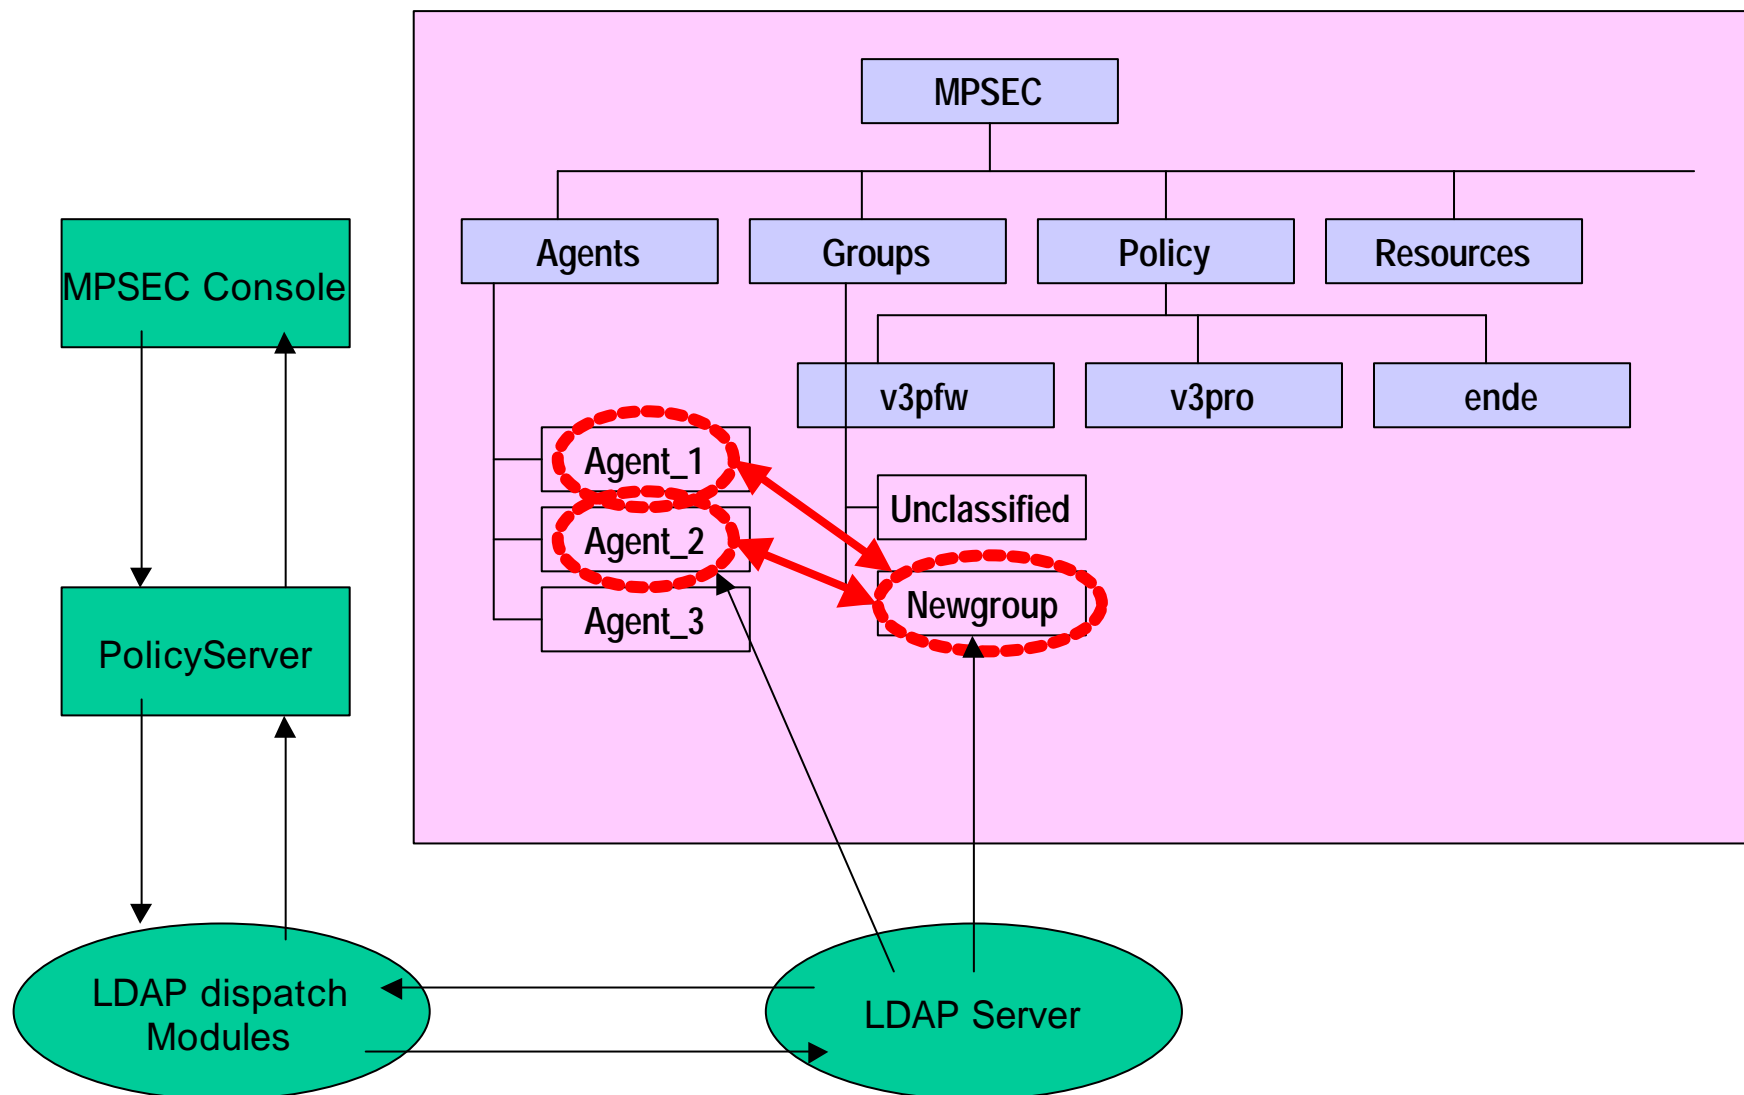 MPSEC
Agents
Groups
Policy
Resources
MPSEC Console
v3pfw
v3pro
ende
Agent_1
Unclassified
Agent_2
Newgroup
Agent_3
PolicyServer
LDAP dispatch
Modules
LDAP Server